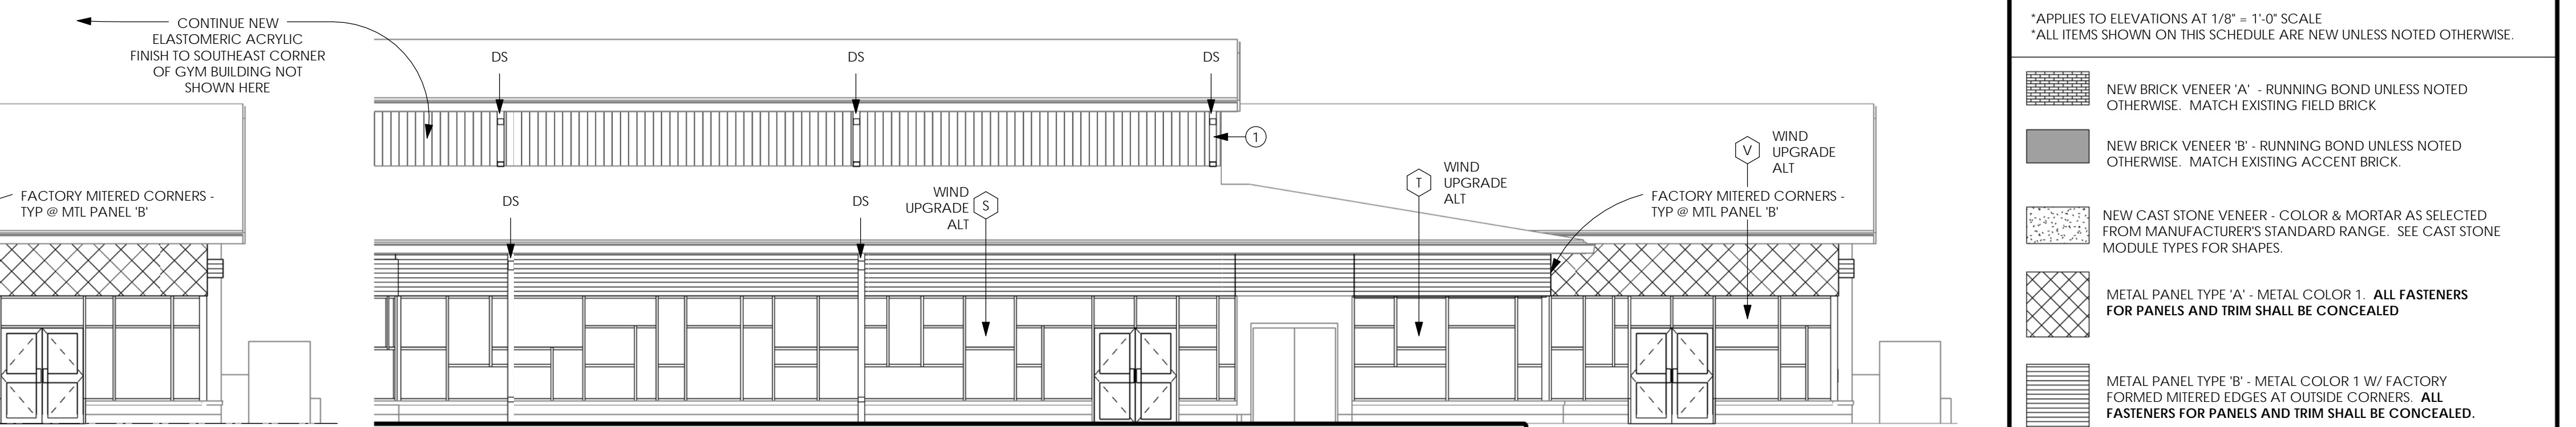 CONTINUE NEW
ELASTOMERIC ACRYLIC
FINISH TO SOUTHEAST CORNER
OF GYM BUILDING NOT
SHOWN HERE
FACTORY MITERED CORNERS -
TYP @ MTL PANEL 'B'
DS
DS
DS
1
DS
DS
WIND
UPGRADE
ALT
S
T
WIND
UPGRADE
ALT
V
WIND
UPGRADE
ALT
FACTORY MITERED CORNERS -
TYP @ MTL PANEL 'B'
*APPLIES TO ELEVATIONS AT 1/8" = 1'-0" SCALE
*ALL ITEMS SHOWN ON THIS SCHEDULE ARE NEW UNLESS NOTED OTHERWISE.
NEW BRICK VENEER 'A' - RUNNING BOND UNLESS NOTED
OTHERWISE. MATCH EXISTING FIELD BRICK
NEW BRICK VENEER 'B' - RUNNING BOND UNLESS NOTED
OTHERWISE. MATCH EXISTING ACCENT BRICK.
NEW CAST STONE VENEER - COLOR & MORTAR AS SELECTED
FROM MANUFACTURER'S STANDARD RANGE. SEE CAST STONE
MODULE TYPES FOR SHAPES.
METAL PANEL TYPE 'A' - METAL COLOR 1. ALL FASTENERS
FOR PANELS AND TRIM SHALL BE CONCEALED
METAL PANEL TYPE 'B' - METAL COLOR 1 W/ FACTORY
FORMED MITERED EDGES AT OUTSIDE CORNERS. ALL
FASTENERS FOR PANELS AND TRIM SHALL BE CONCEALED.